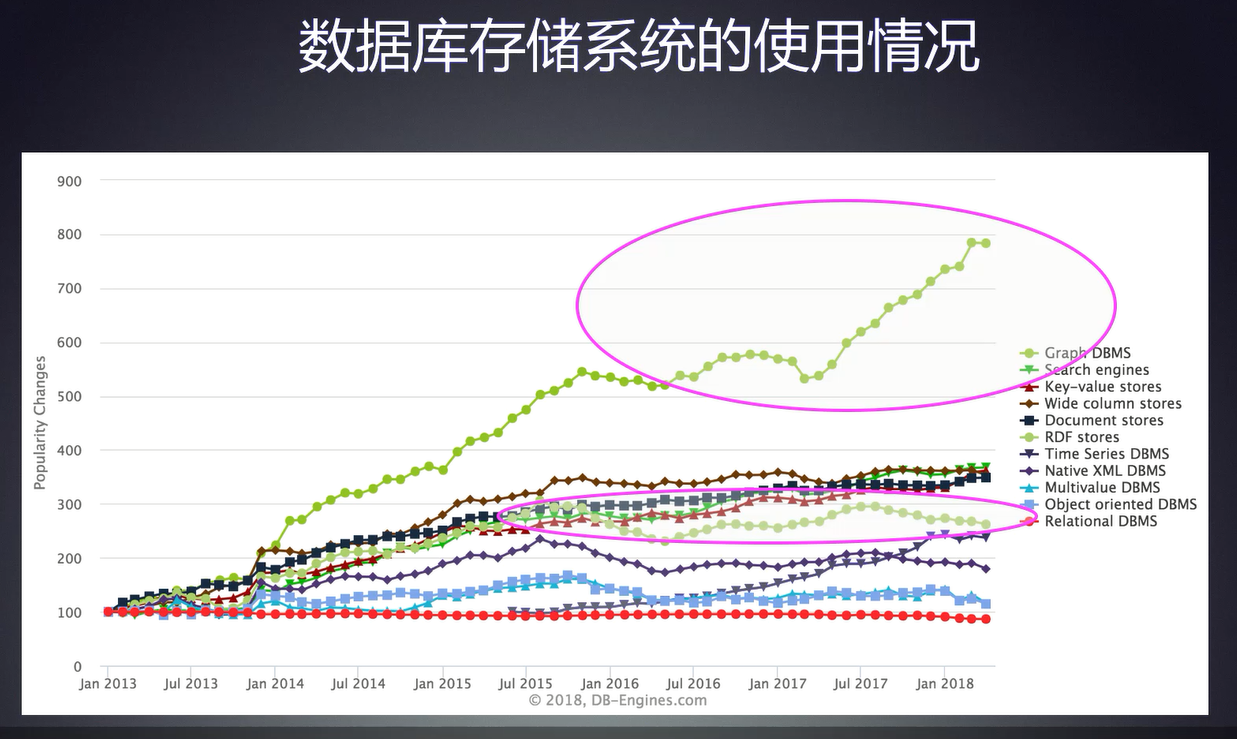 数据库存储系统的使用情况
900
800
700
600
500
400
300
200
100
0
Popularity Changes
Graph DBMS
Search engines
Key-value stores
Wide column stores
Document stores
RDF stores
Time Series DBMS
Native XML DBMS
Multivalue DBMS
Object oriented DBMS
Relational DBMS
Jan 2013 Jul 2013 Jan 2014 Jul 2014 Jan 2015 Jul 2015 Jan 2016 Jul 2016 Jan 2017 Jul 2017 Jan 2018
© 2018, DB-Engines.com